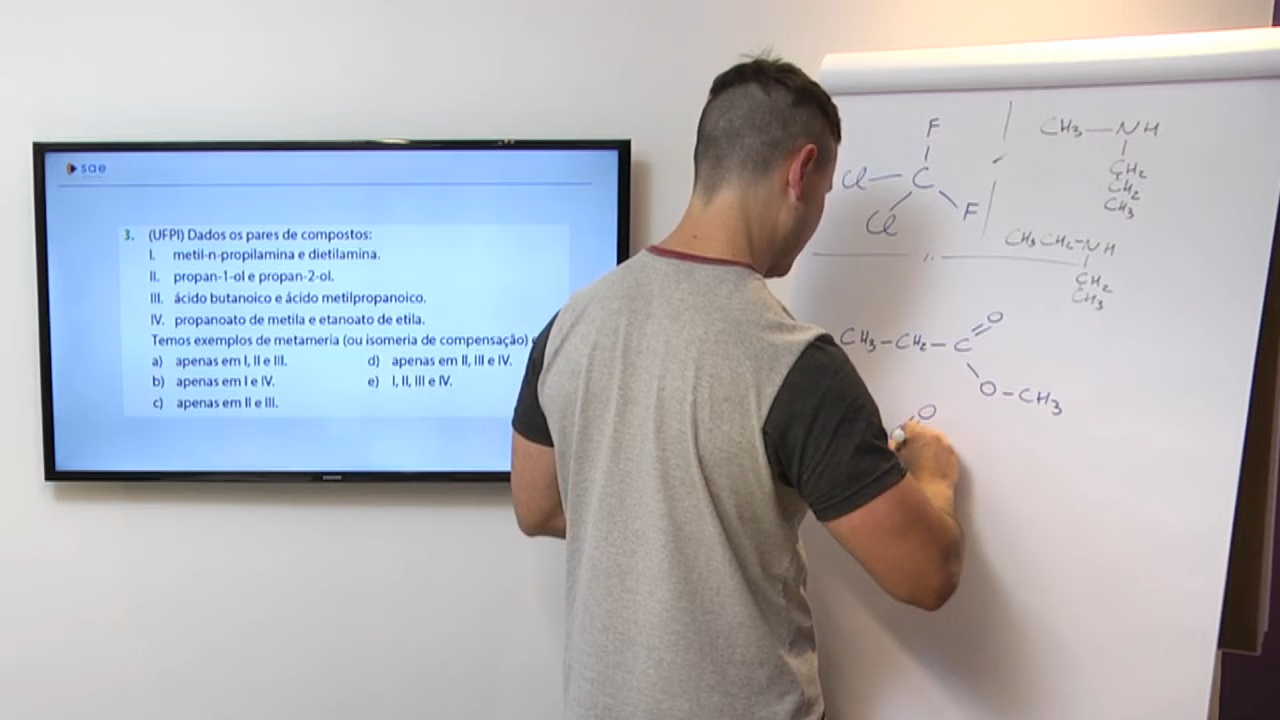 sae
3. (UFPI) Dados os pares de compostos:
I. metil-n-propilamina e dietilamina.
II. propan-1-ol e propan-2-ol.
III. ácido butanoico e ácido metilpropanoico.
IV. propanoato de metila e etanoato de etila.
Temos exemplos de metameria (ou isomeria de compensação)
a) apenas em I, II e III.
d) apenas em II, III e IV.
b) apenas em I e IV.
e) I, II, III e IV.
c) apenas em II e III.
SAMSUNG
F
Cl — C
Cl
F
CH3 — NH
CH2
CH2
CH3
CH3 CH2 - NH
CH2
CH3
CH3 - CH2 - C
O
O - CH3
O